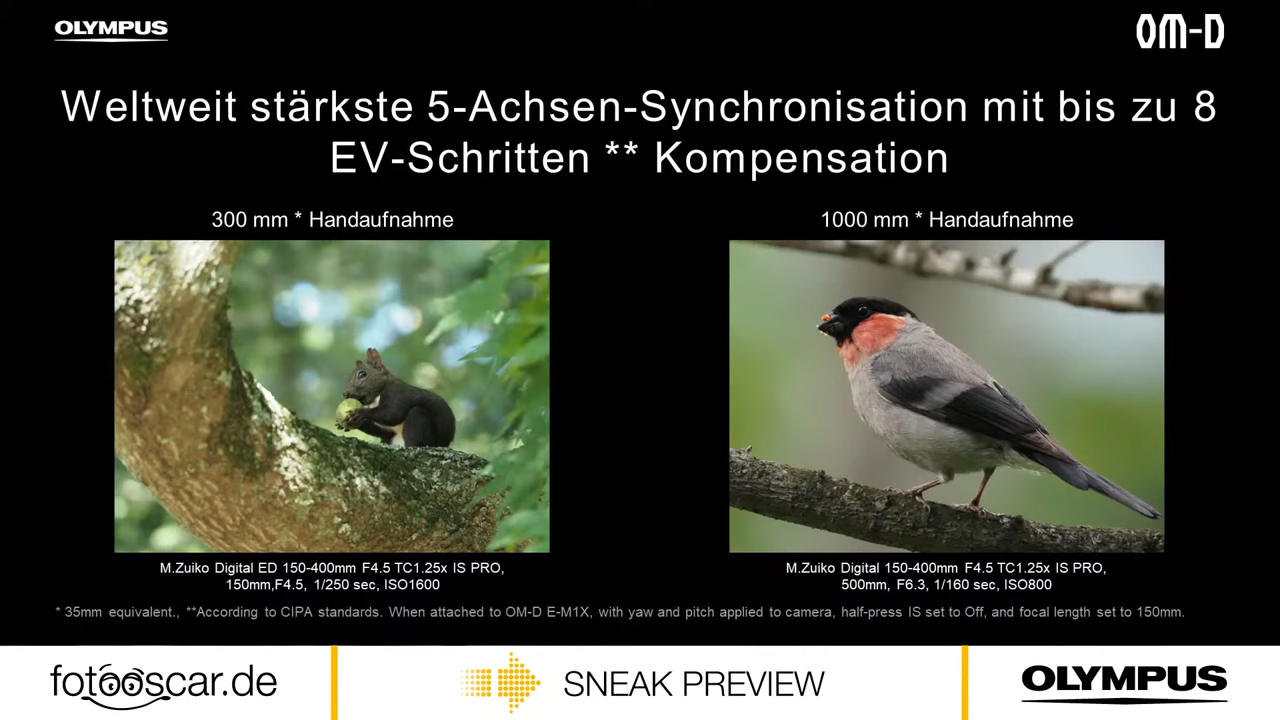 OLYMPUS
OM-D
Weltweit stärkste 5-Achsen-Synchronisation mit bis zu 8
EV-Schritten ** Kompensation
300 mm * Handaufnahme
1000 mm * Handaufnahme
M.Zuiko Digital ED 150-400mm F4.5 TC1.25x IS PRO,
150mm,F4.5, 1/250 sec, ISO1600
M.Zuiko Digital 150-400mm F4.5 TC1.25x IS PRO,
500mm, F6.3, 1/160 sec, ISO800
* 35mm equivalent., **According to CIPA standards. When attached to OM-D E-M1X, with yaw and pitch applied to camera, half-press IS set to Off, and focal length set to 150mm.
fotooscar.de
SNEAK PREVIEW
OLYMPUS